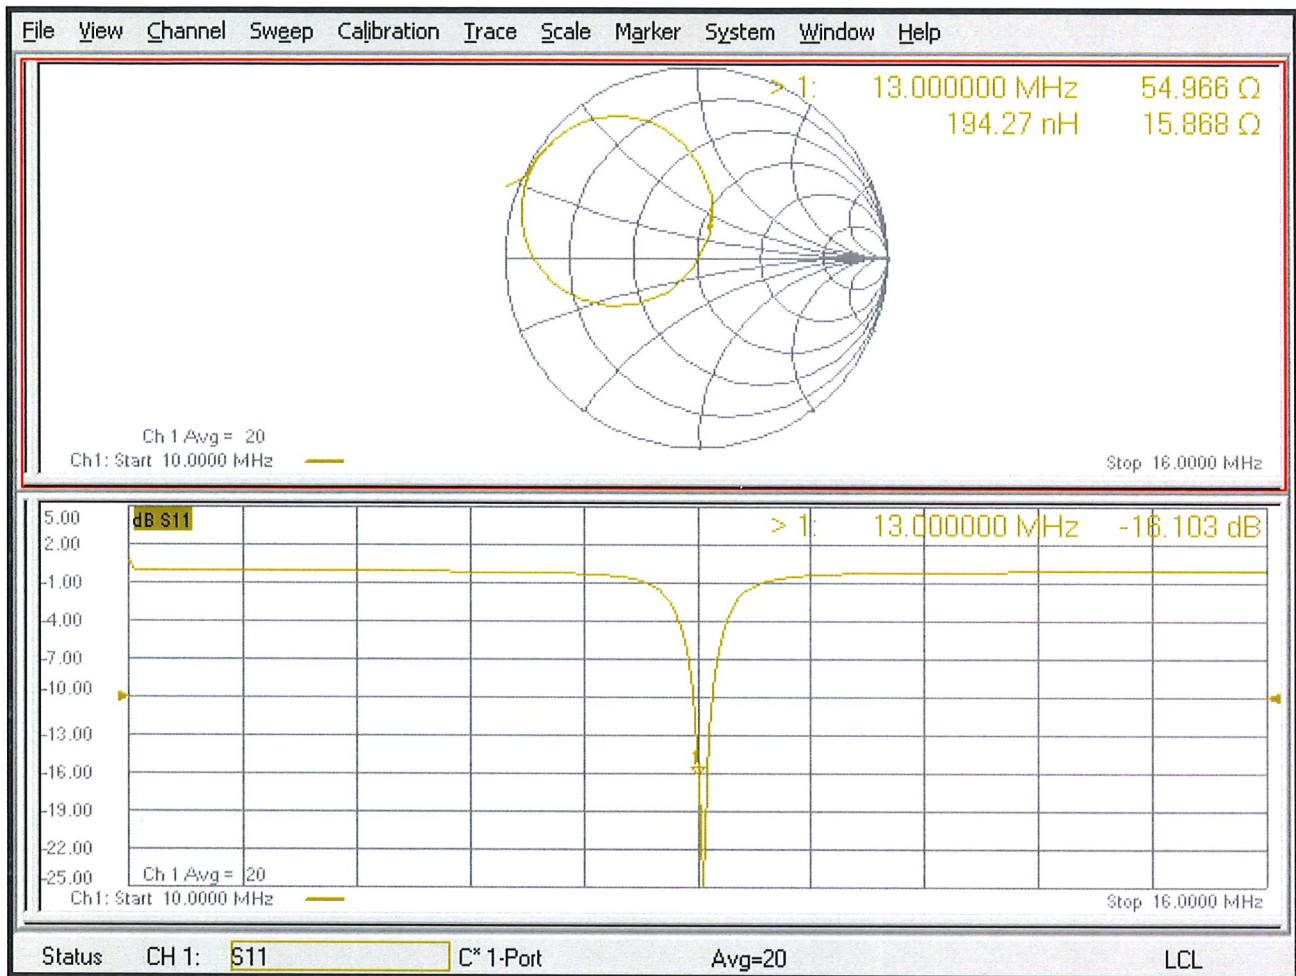 File View Channel Sweep Calibration Trace Scale Marker System Window Help
> 1: 13.000000 MHz 54.966 Ω
194.27 nH 15.868 Ω
Ch 1 Avg = 20
Ch1: Start 10.0000 MHz
Stop 16.0000 MHz
5.00
dB S11
> 1: 13.000000 MHz -16.103 dB
2.00
-1.00
-4.00
-7.00
-10.00
-13.00
1
-16.00
-19.00
-22.00
-25.00
Ch 1 Avg = 20
Ch1: Start 10.0000 MHz
Stop 16.0000 MHz
Status CH 1: S11 C* 1-Port Avg=20 LCL